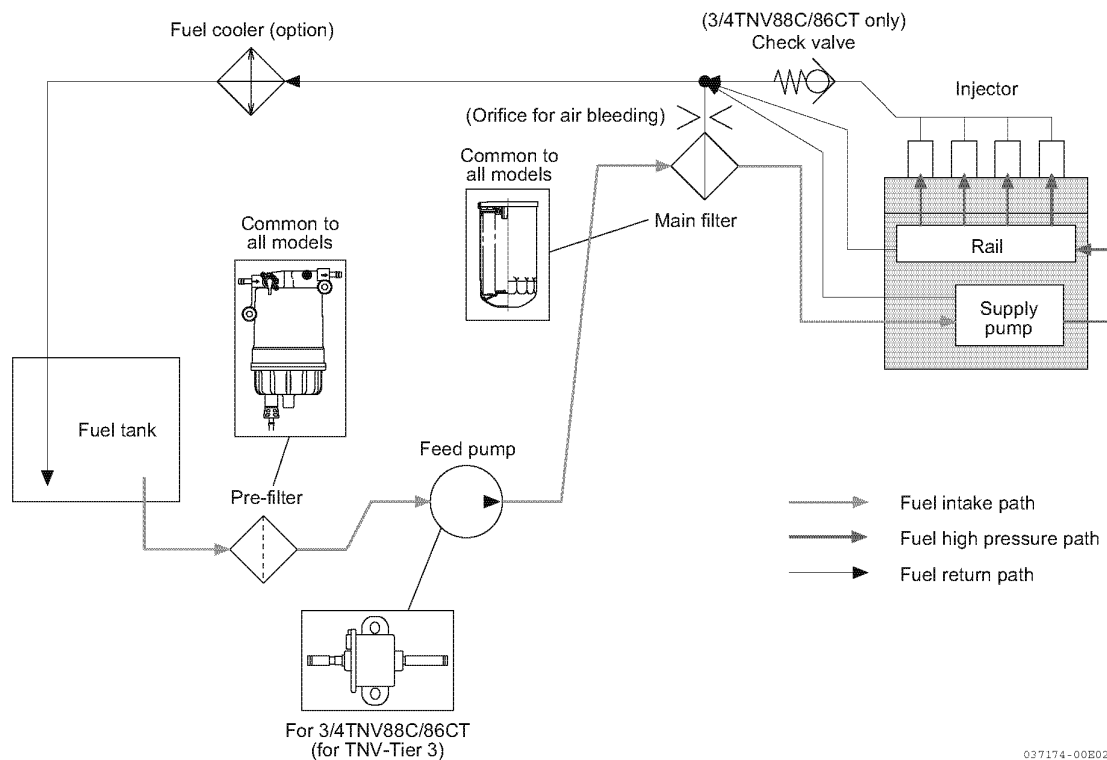 (3/4TNV88C/86CT only)
Check valve
Fuel cooler (option)
Injector
(Orifice for air bleeding)
Common to
all models
Main filter
Common to
all models
Rail
Supply
pump
Fuel tank
Feed pump
Pre-filter
Fuel intake path
Fuel high pressure path
Fuel return path
For 3/4TNV88C/86CT
(for TNV-Tier 3)
037174-00E02